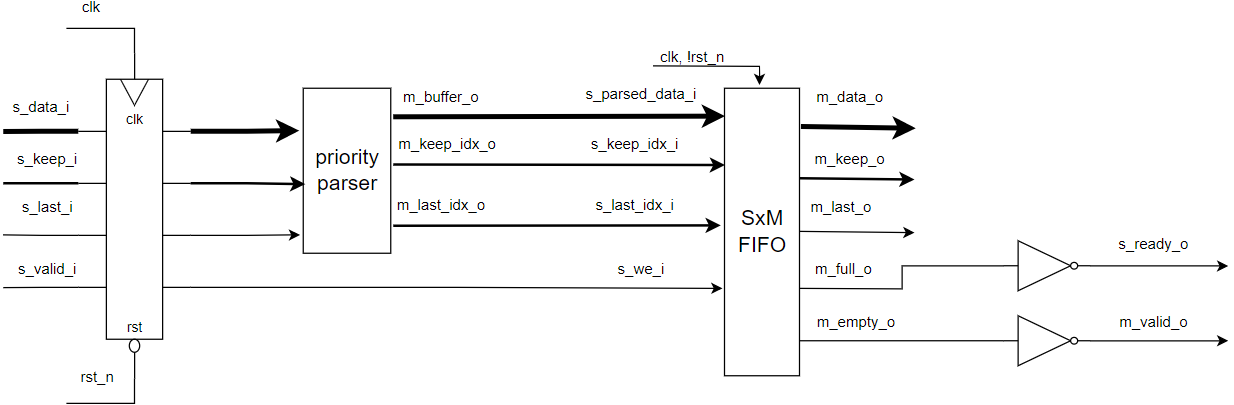 clk
clk, !rst_n
s_data_i
clk
m_buffer_o
s_parsed_data_i
m_data_o
s_keep_i
priority
parser
m_keep_idx_o
s_keep_idx_i
m_keep_o
s_last_i
m_last_idx_o
s_last_idx_i
SxM
FIFO
m_last_o
s_valid_i
s_we_i
m_full_o
s_ready_o
rst
m_empty_o
m_valid_o
rst_n